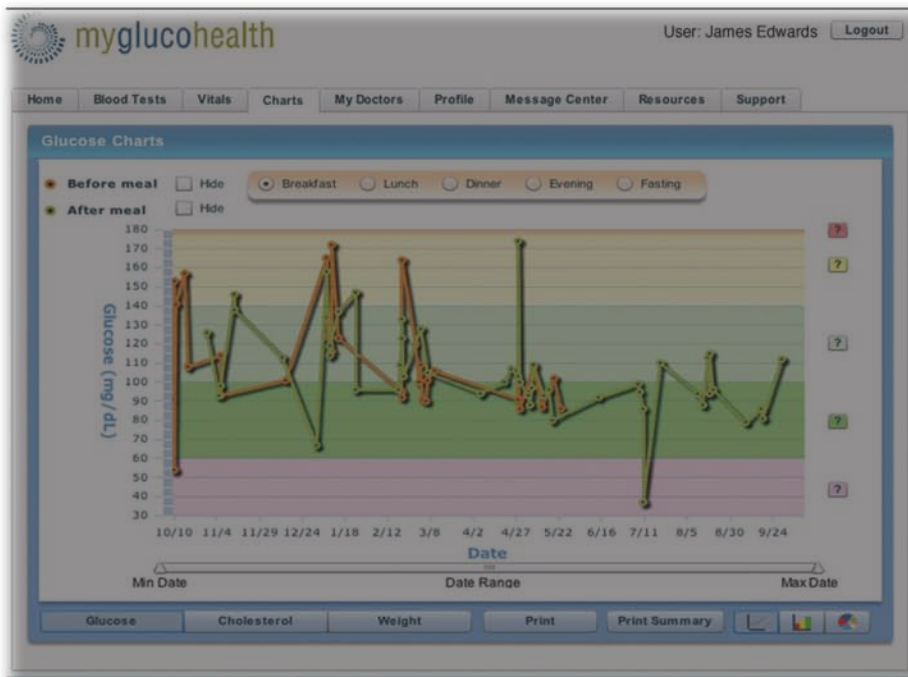 myglucohealth
User: James Edwards Logout
Home Blood Tests Vitals Charts My Doctors Profile Message Center Resources Support
Glucose Charts
Before meal Hide Breakfast Lunch Dinner Evening Fasting
After meal Hide
180 ?
170
160 ?
150
140
130
120 ?
110
100
90
80 ?
70
60
50
40 ?
30
Glucose (mg/dL)
10/10 11/4 11/29 12/24 1/18 2/12 3/8 4/2 4/27 5/22 6/16 7/11 8/5 8/30 9/24
Date
Min Date Date Range Max Date
Glucose Cholesterol Weight Print Print Summary